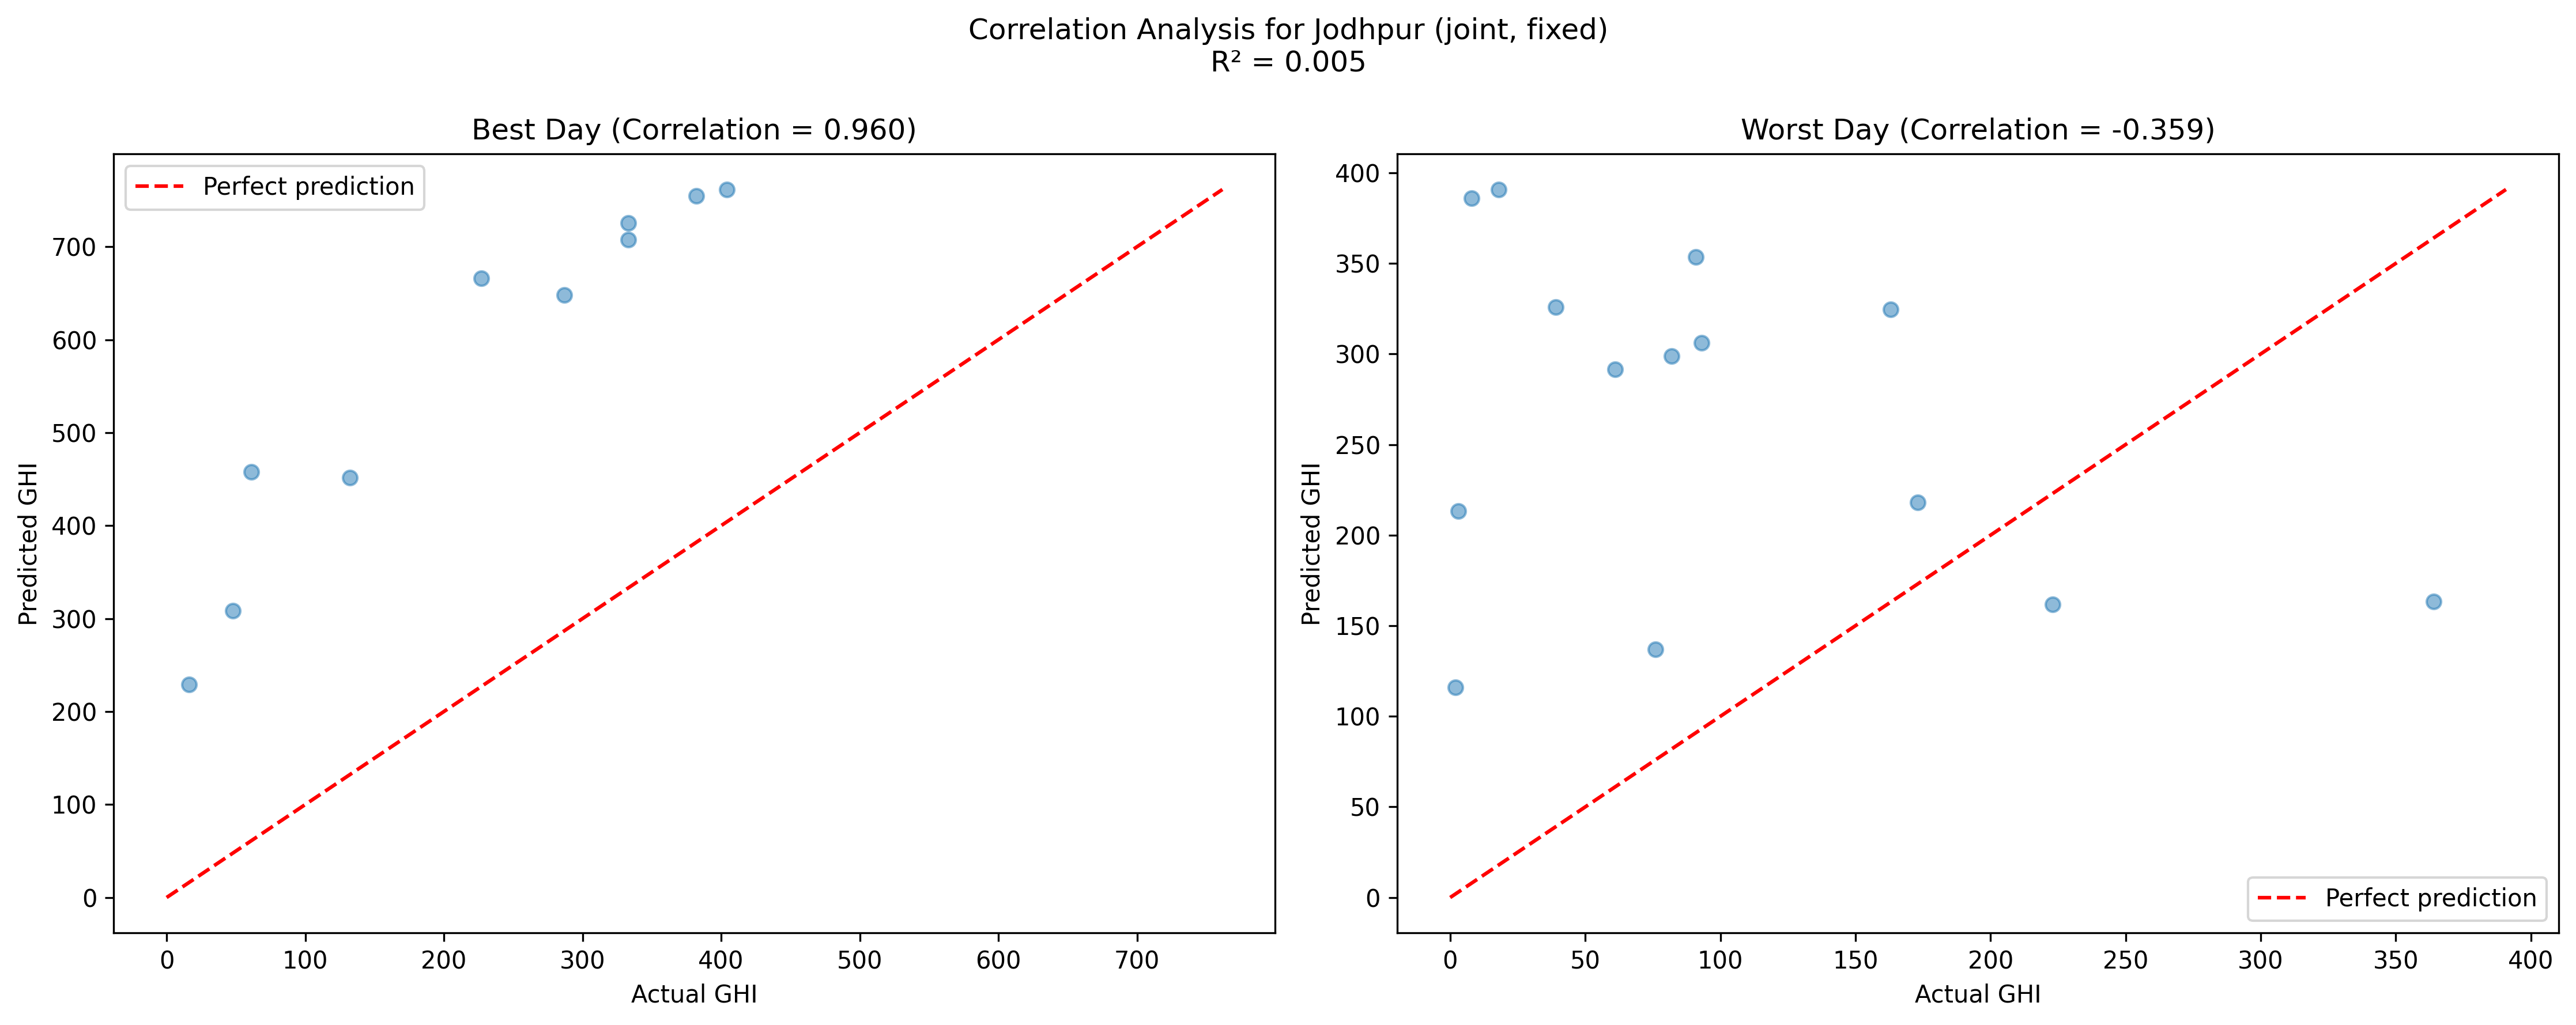 Correlation Analysis for Jodhpur (joint, fixed)
R² = 0.005
Best Day (Correlation = 0.960)
Perfect prediction
Predicted GHI
700
600
500
400
300
200
100
0
0 100 200 300 400 500 600 700
Actual GHI
Worst Day (Correlation = -0.359)
Predicted GHI
400
350
300
250
200
150
100
50
0
Perfect prediction
0 50 100 150 200 250 300 350 400
Actual GHI